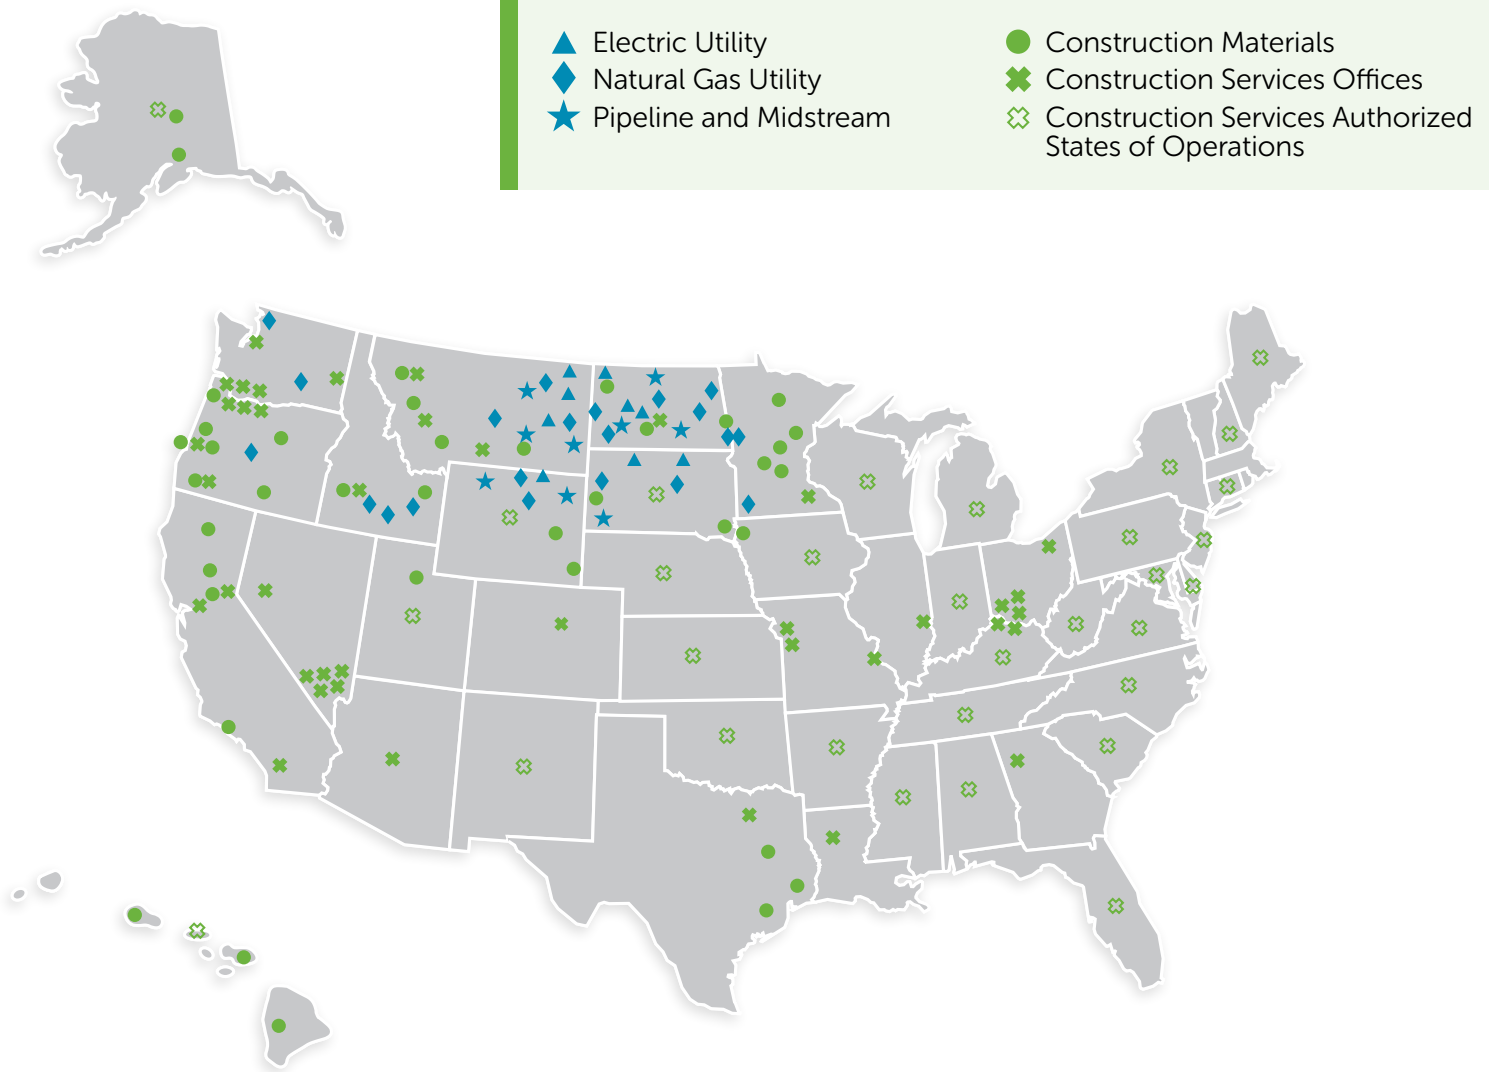 Electric Utility
Natural Gas Utility
Pipeline and Midstream
Construction Materials
Construction Services Offices
Construction Services Authorized
States of Operations